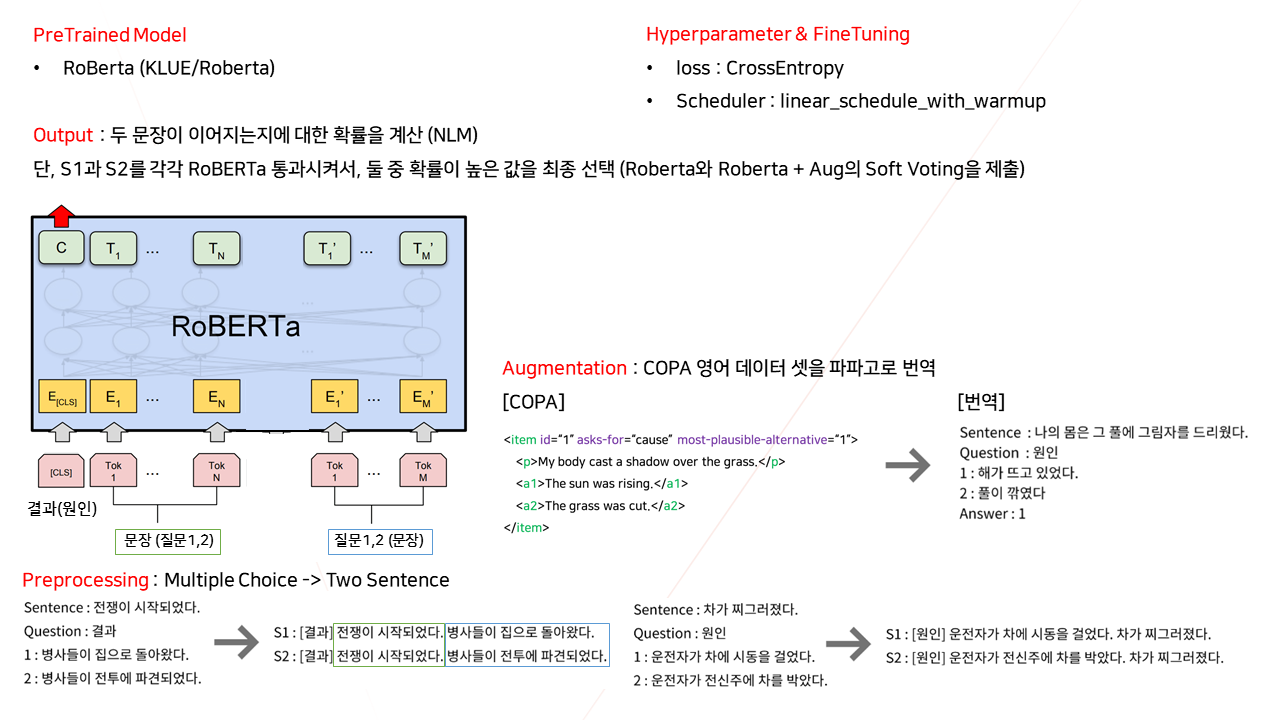 PreTrained Model
• RoBerta (KLUE/Roberta)
Hyperparameter & FineTuning
• loss : CrossEntropy
• Scheduler : linear_schedule_with_warmup
Output : 두 문장이 이어지는지에 대한 확률을 계산 (NLM)
단, S1과 S2를 각각 RoBERTa 통과시켜서, 둘 중 확률이 높은 값을 최종 선택 (Roberta와 Roberta + Aug의 Soft Voting을 제출)
C T1 ... TN T1' ... TM'
...
RoBERTa
...
E[CLS] E1 ... EN E1' ... EM'
[CLS] Tok 1 ... Tok N Tok 1 ... Tok M
결과(원인)
문장 (질문1,2) 질문1,2 (문장)
Augmentation : COPA 영어 데이터 셋을 파파고로 번역
[COPA]
<item id="1" asks-for="cause" most-plausible-alternative="1">
<p>My body cast a shadow over the grass.</p>
<a1>The sun was rising.</a1>
<a2>The grass was cut.</a2>
</item>
[번역]
Sentence : 나의 몸은 그 풀에 그림자를 드리웠다.
Question : 원인
1 : 해가 뜨고 있었다.
2 : 풀이 깎였다
Answer : 1
Preprocessing : Multiple Choice -> Two Sentence
Sentence : 전쟁이 시작되었다.
Question : 결과
1 : 병사들이 집으로 돌아왔다.
2 : 병사들이 전투에 파견되었다.
S1 : [결과] 전쟁이 시작되었다. 병사들이 집으로 돌아왔다.
S2 : [결과] 전쟁이 시작되었다. 병사들이 전투에 파견되었다.
Sentence : 차가 찌그러졌다.
Question : 원인
1 : 운전자가 차에 시동을 걸었다.
2 : 운전자가 전신주에 차를 박았다.
S1 : [원인] 운전자가 차에 시동을 걸었다. 차가 찌그러졌다.
S2 : [원인] 운전자가 전신주에 차를 박았다. 차가 찌그러졌다.